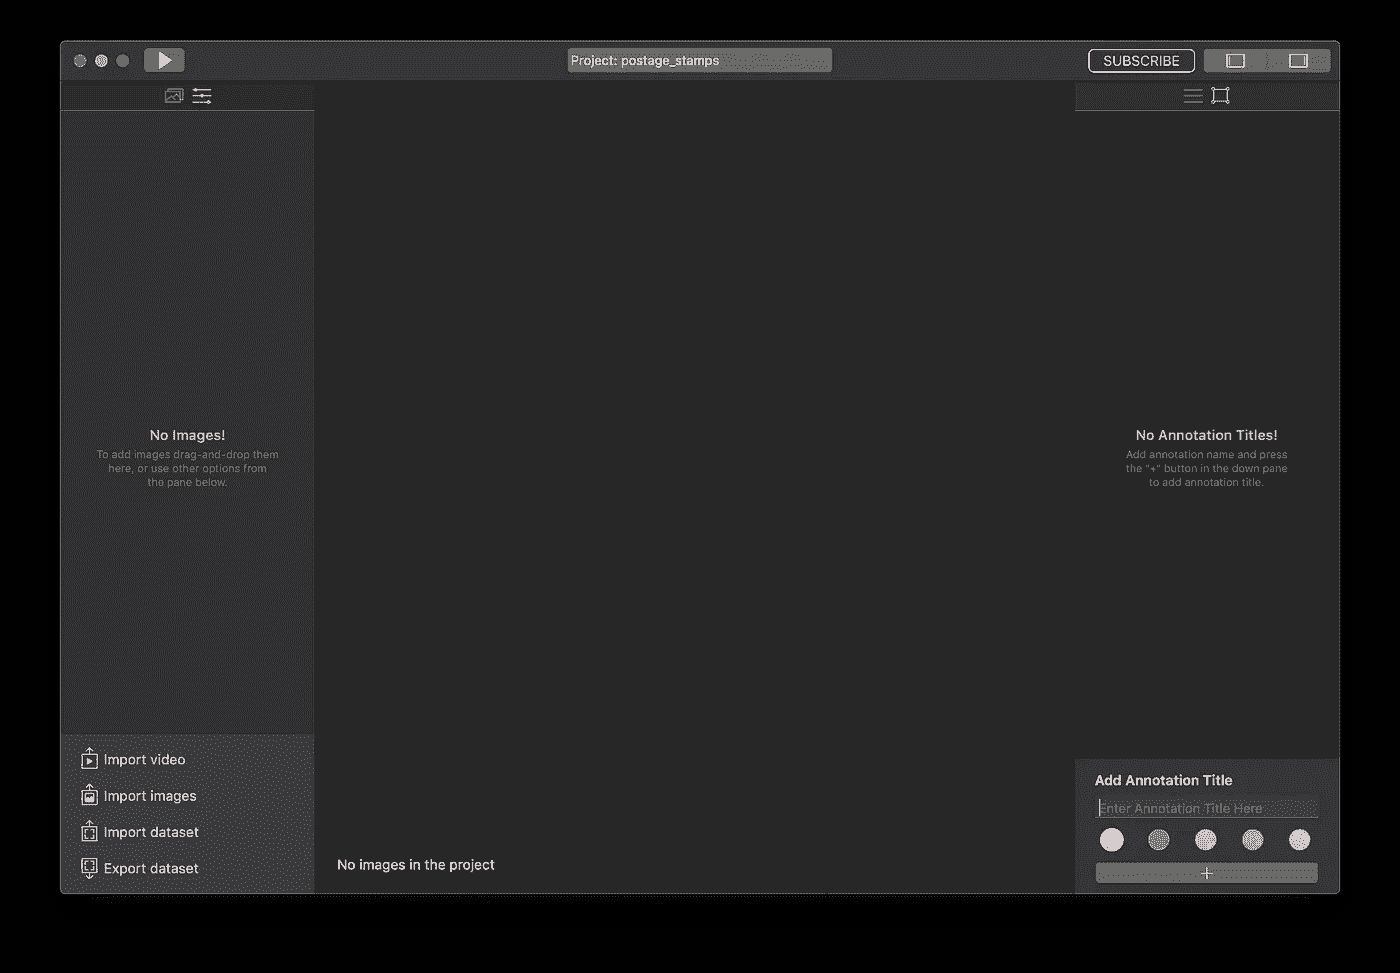 Project: postage_stamps
SUBSCRIBE
No Images!
To add images drag-and-drop them
here, or use other options from
the pane below.
Import video
Import images
Import dataset
Export dataset
No images in the project
No Annotation Titles!
Add annotation name and press
the "+" button in the down pane
to add annotation title.
Add Annotation Title
Enter Annotation Title Here
+